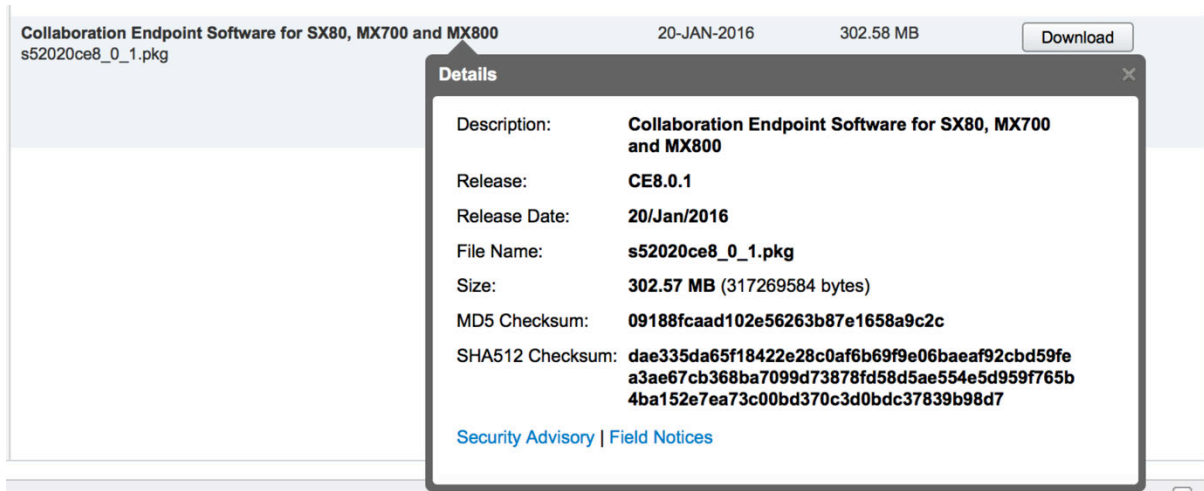 Collaboration Endpoint Software for SX80, MX700 and MX800 20-JAN-2016 302.58 MB Download
s52020ce8_0_1.pkg
Details
Description: Collaboration Endpoint Software for SX80, MX700
and MX800
Release: CE8.0.1
Release Date: 20/Jan/2016
File Name: s52020ce8_0_1.pkg
Size: 302.57 MB (317269584 bytes)
MD5 Checksum: 09188fcaad102e56263b87e1658a9c2c
SHA512 Checksum: dae335da65f18422e28c0af6b69f9e06baeaf92cbd59fe
a3ae67cb368ba7099d73878fd58d5ae554e5d959f765b
4ba152e7ea73c00bd370c3d0bdc37839b98d7
Security Advisory | Field Notices